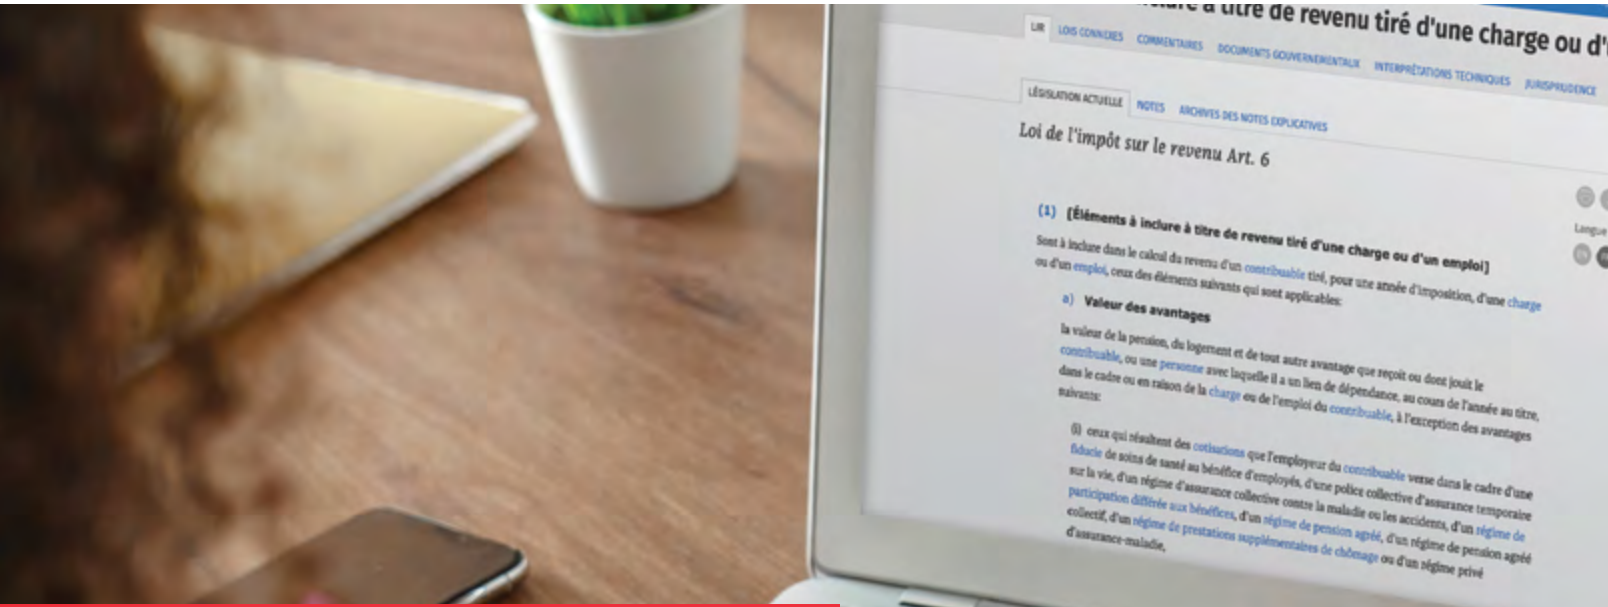 à titre de revenu tiré d'une charge ou d'
LIR LOIS CONNEXES COMMENTAIRES DOCUMENTS GOUVERNEMENTAUX INTERPRÉTATIONS TECHNIQUES JURISPRUDENCE
LÉGISLATION ACTUELLE NOTES ARCHIVES DES NOTES EXPLICATIVES
Loi de l'impôt sur le revenu Art. 6
Langue
(1) [Éléments à inclure à titre de revenu tiré d'une charge ou d'un emploi]
Sont à inclure dans le calcul du revenu d'un contribuable tiré, pour une année d'imposition, d'une charge
ou d'un emploi, ceux des éléments suivants qui sont applicables:
a) Valeur des avantages
la valeur de la pension, du logement et de tout autre avantage que reçoit ou dont jouit le
contribuable, ou une personne avec laquelle il a un lien de dépendance, au cours de l'année au titre,
dans le cadre ou en raison de la charge ou de l'emploi du contribuable, à l'exception des avantages
suivants:
(i) ceux qui résultent des cotisations que l'employeur du contribuable verse dans le cadre d'une
fiducie de soins de santé au bénéfice d'employés, d'une police collective d'assurance temporaire
sur la vie, d'un régime d'assurance collective contre la maladie ou les accidents, d'un régime de
participation différée aux bénéfices, d'un régime de pension agréé, d'un régime de pension agréé
collectif, d'un régime de prestations supplémentaires de chômage ou d'un régime privé
d'assurance-maladie,